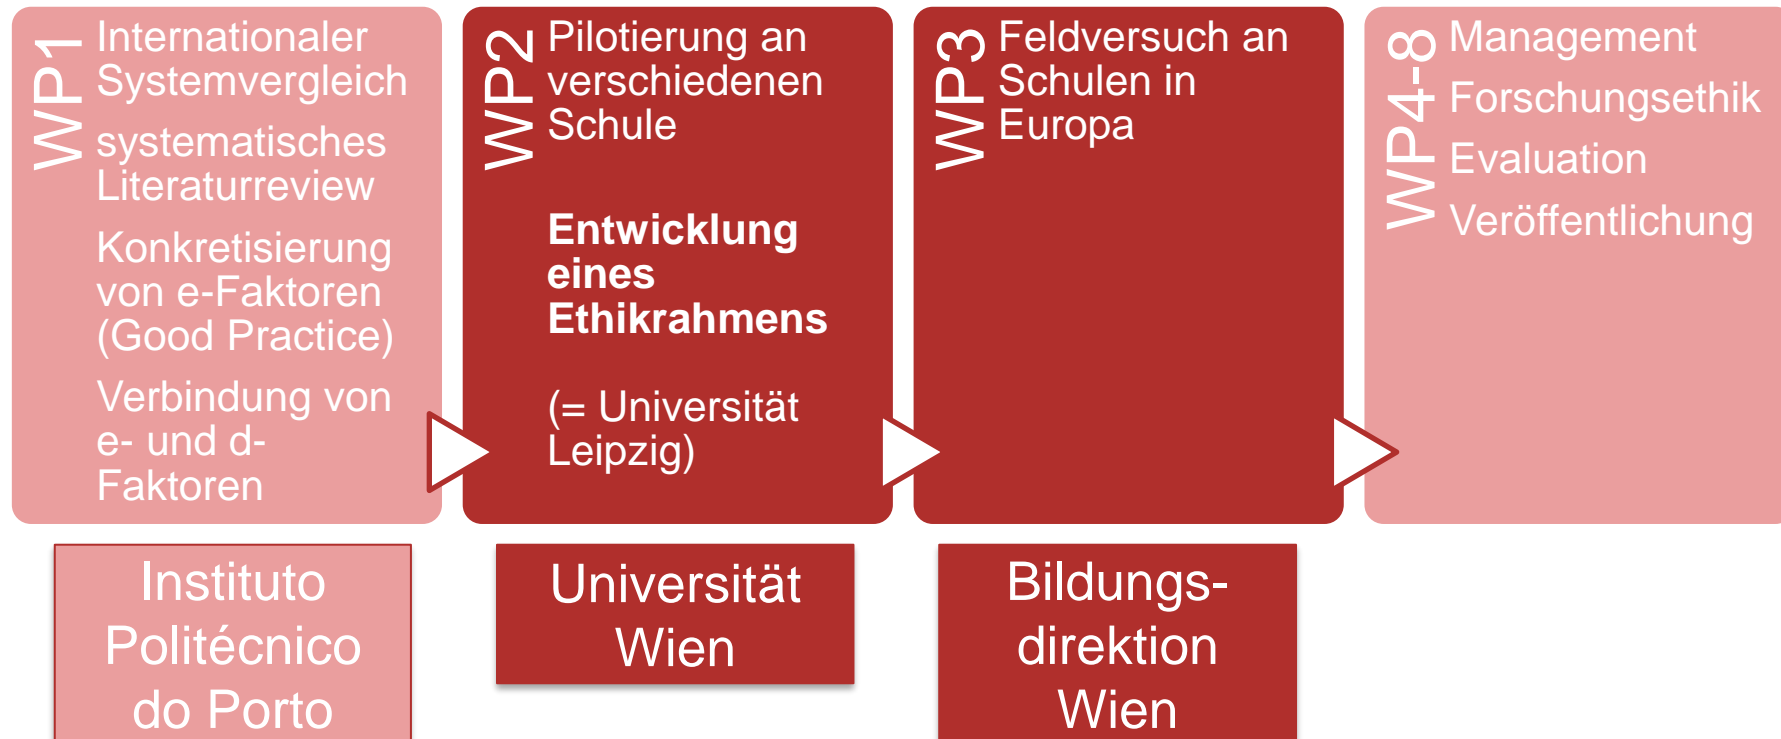 WP1
Internationaler
Systemvergleich
systematisches
Literaturreview
Konkretisierung
von e-Faktoren
(Good Practice)
Verbindung von
e- und d-
Faktoren
WP2
Pilotierung an
verschiedenen
Schule
Entwicklung
eines
Ethikrahmens
(= Universität
Leipzig)
WP3
Feldversuch an
Schulen in
Europa
WP4-8
Management
Forschungsethik
Evaluation
Veröffentlichung
Instituto
Politécnico
do Porto
Universität
Wien
Bildungs-
direktion
Wien